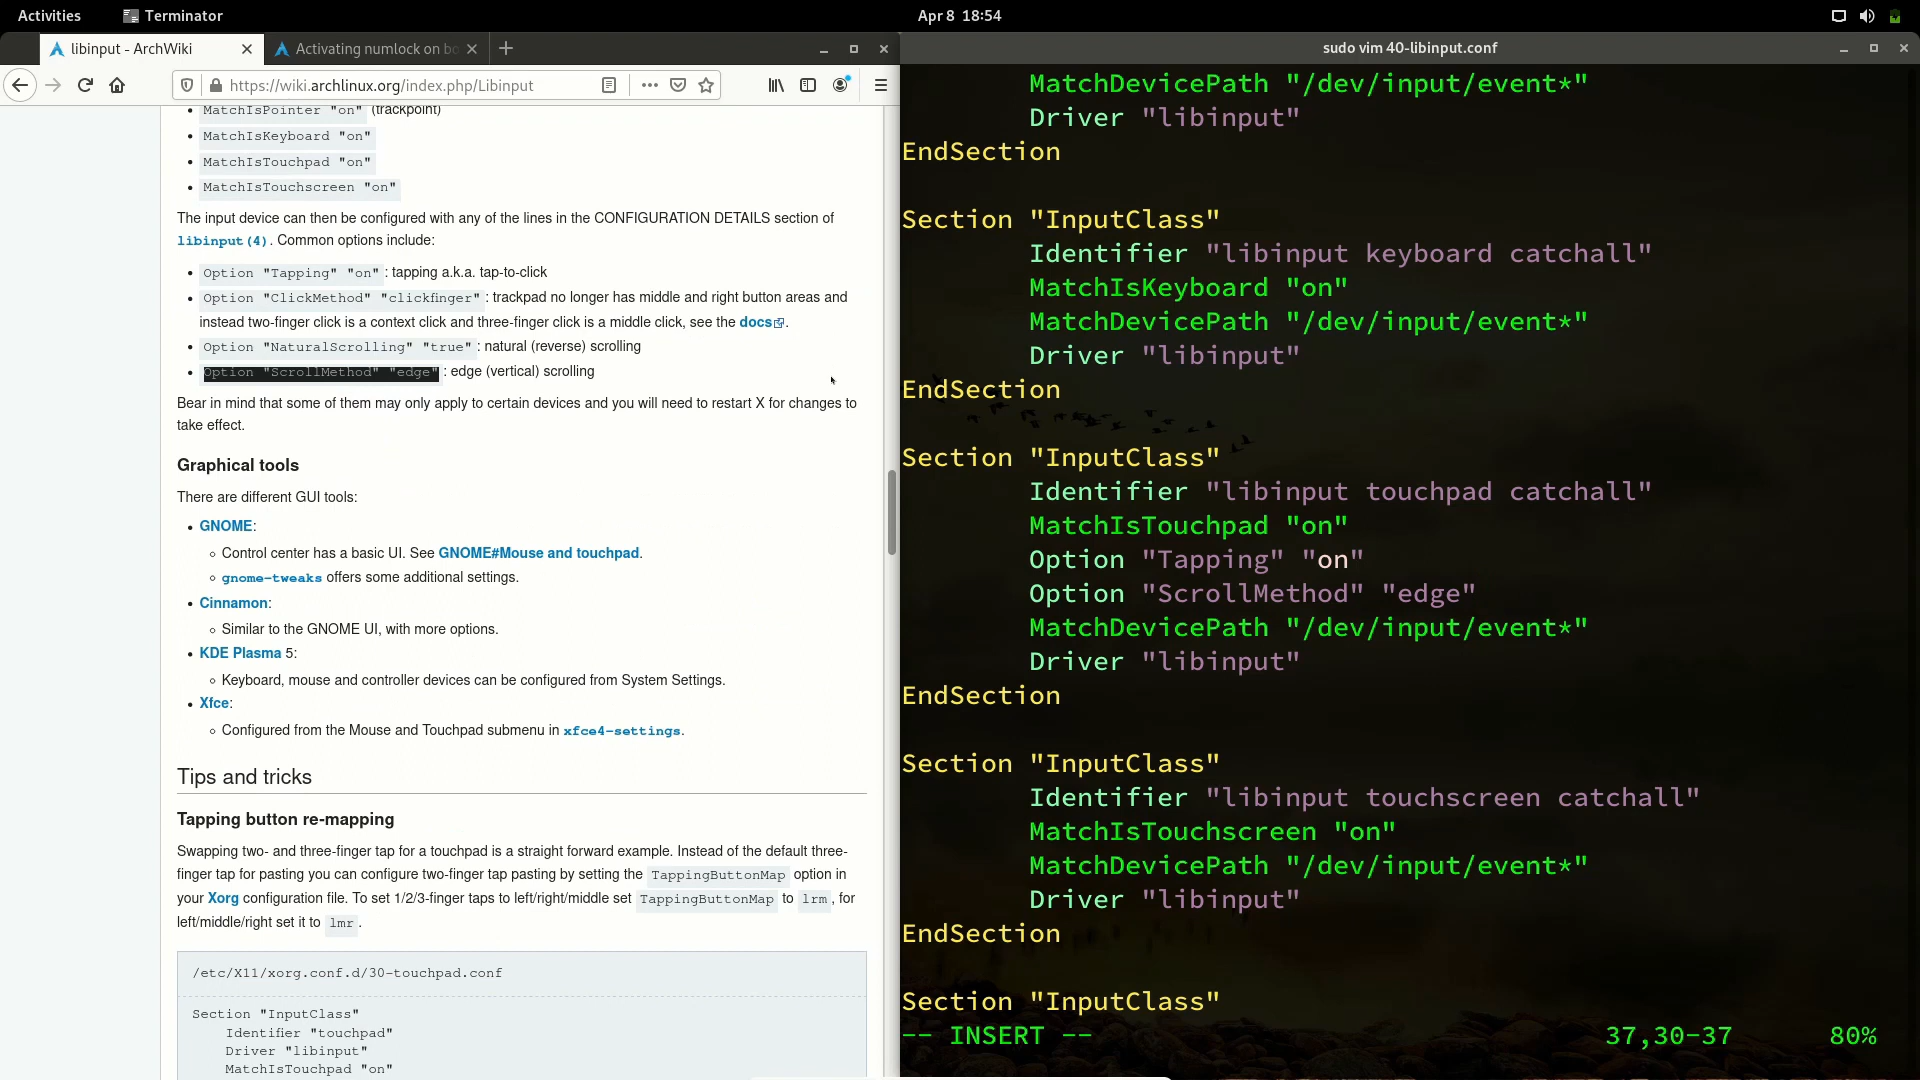 Activities
Terminator
Apr 8 18:54
libinput - ArchWiki
Activating numlock on bo
https://wiki.archlinux.org/index.php/Libinput
MatchIsPointer "on" (trackpoint)
MatchIsKeyboard "on"
MatchIsTouchpad "on"
MatchIsTouchscreen "on"
The input device can then be configured with any of the lines in the CONFIGURATION DETAILS section of
libinput(4). Common options include:
Option "Tapping" "on" : tapping a.k.a. tap-to-click
Option "ClickMethod" "clickfinger" : trackpad no longer has middle and right button areas and
instead two-finger click is a context click and three-finger click is a middle click, see the docs.
Option "NaturalScrolling" "true" : natural (reverse) scrolling
Option "ScrollMethod" "edge" : edge (vertical) scrolling
Bear in mind that some of them may only apply to certain devices and you will need to restart X for changes to
take effect.
Graphical tools
There are different GUI tools:
GNOME:
Control center has a basic UI. See GNOME#Mouse and touchpad.
gnome-tweaks offers some additional settings.
Cinnamon:
Similar to the GNOME UI, with more options.
KDE Plasma 5:
Keyboard, mouse and controller devices can be configured from System Settings.
Xfce:
Configured from the Mouse and Touchpad submenu in xfce4-settings.
Tips and tricks
Tapping button re-mapping
Swapping two- and three-finger tap for a touchpad is a straight forward example. Instead of the default three-
finger tap for pasting you can configure two-finger tap pasting by setting the TappingButtonMap option in
your Xorg configuration file. To set 1/2/3-finger taps to left/right/middle set TappingButtonMap to lrm, for
left/middle/right set it to lmr.
/etc/X11/xorg.conf.d/30-touchpad.conf
Section "InputClass"
Identifier "touchpad"
Driver "libinput"
MatchIsTouchpad "on"
sudo vim 40-libinput.conf
MatchDevicePath "/dev/input/event*"
Driver "libinput"
EndSection
Section "InputClass"
Identifier "libinput keyboard catchall"
MatchIsKeyboard "on"
MatchDevicePath "/dev/input/event*"
Driver "libinput"
EndSection
Section "InputClass"
Identifier "libinput touchpad catchall"
MatchIsTouchpad "on"
Option "Tapping" "on"
Option "ScrollMethod" "edge"
MatchDevicePath "/dev/input/event*"
Driver "libinput"
EndSection
Section "InputClass"
Identifier "libinput touchscreen catchall"
MatchIsTouchscreen "on"
MatchDevicePath "/dev/input/event*"
Driver "libinput"
EndSection
Section "InputClass"
-- INSERT -- 37,30-37 80%